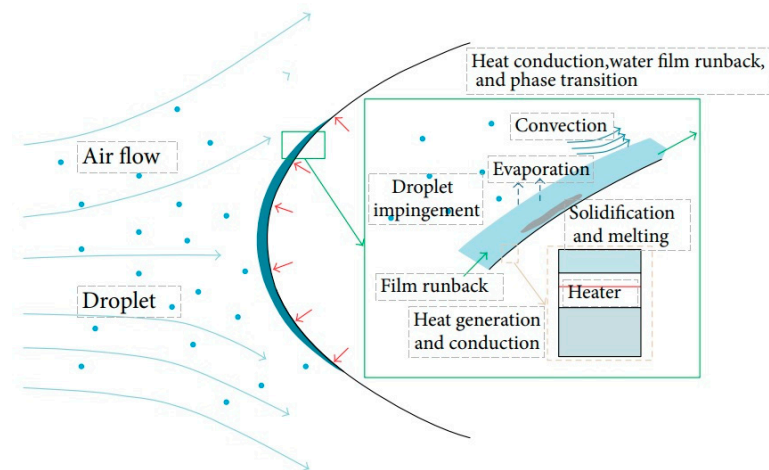 Heat conduction,water film runback,
and phase transition
Air flow
Convection
Evaporation
Droplet
impingement
Solidification
and melting
Film runback
Heater
Droplet
Heat generation
and conduction